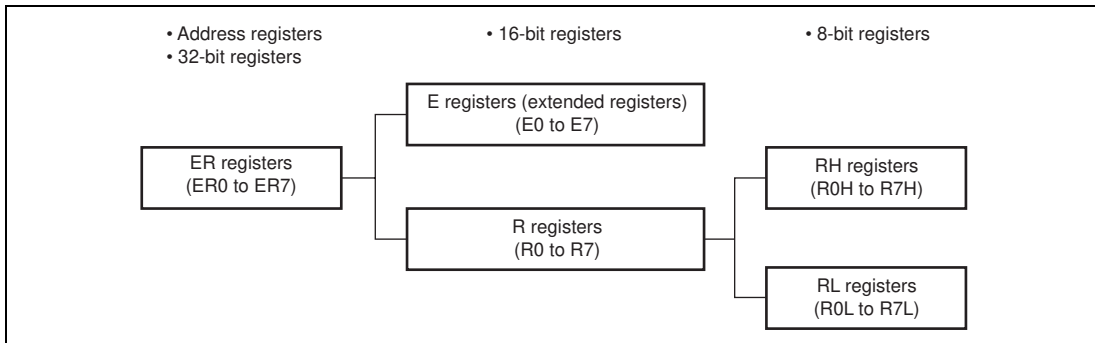 • Address registers
• 32-bit registers
• 16-bit registers
• 8-bit registers
E registers (extended registers)
(E0 to E7)
ER registers
(ER0 to ER7)
RH registers
(R0H to R7H)
R registers
(R0 to R7)
RL registers
(R0L to R7L)